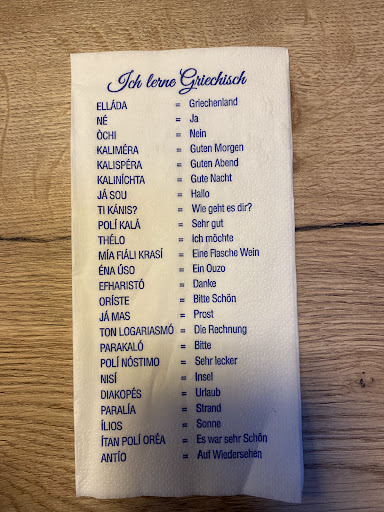 Ich lerne Griechisch
ELLÁDA = Griechenland
NÉ = Ja
ÒCHI = Nein
KALIMÉRA = Guten Morgen
KALISPÉRA = Guten Abend
KALINÍCHTA = Gute Nacht
JÁ SOU = Hallo
TI KÁNIS? = Wie geht es dir?
POLÍ KALÁ = Sehr gut
THÉLO = Ich möchte
MÍA FIÁLI KRASÍ = Eine Flasche Wein
ÉNA ÚSO = Ein Ouzo
EFHARISTÓ = Danke
ORÍSTE = Bitte Schön
JÁ MAS = Prost
TON LOGARIASMÓ = Die Rechnung
PARAKALÓ = Bitte
POLÍ NÓSTIMO = Sehr lecker
NISÍ = Insel
DIAKOPÉS = Urlaub
PARALÍA = Strand
ÍLIOS = Sonne
ÍTAN POLÍ ORÉA = Es war sehr Schön
ANTÍO = Auf Wiedersehen